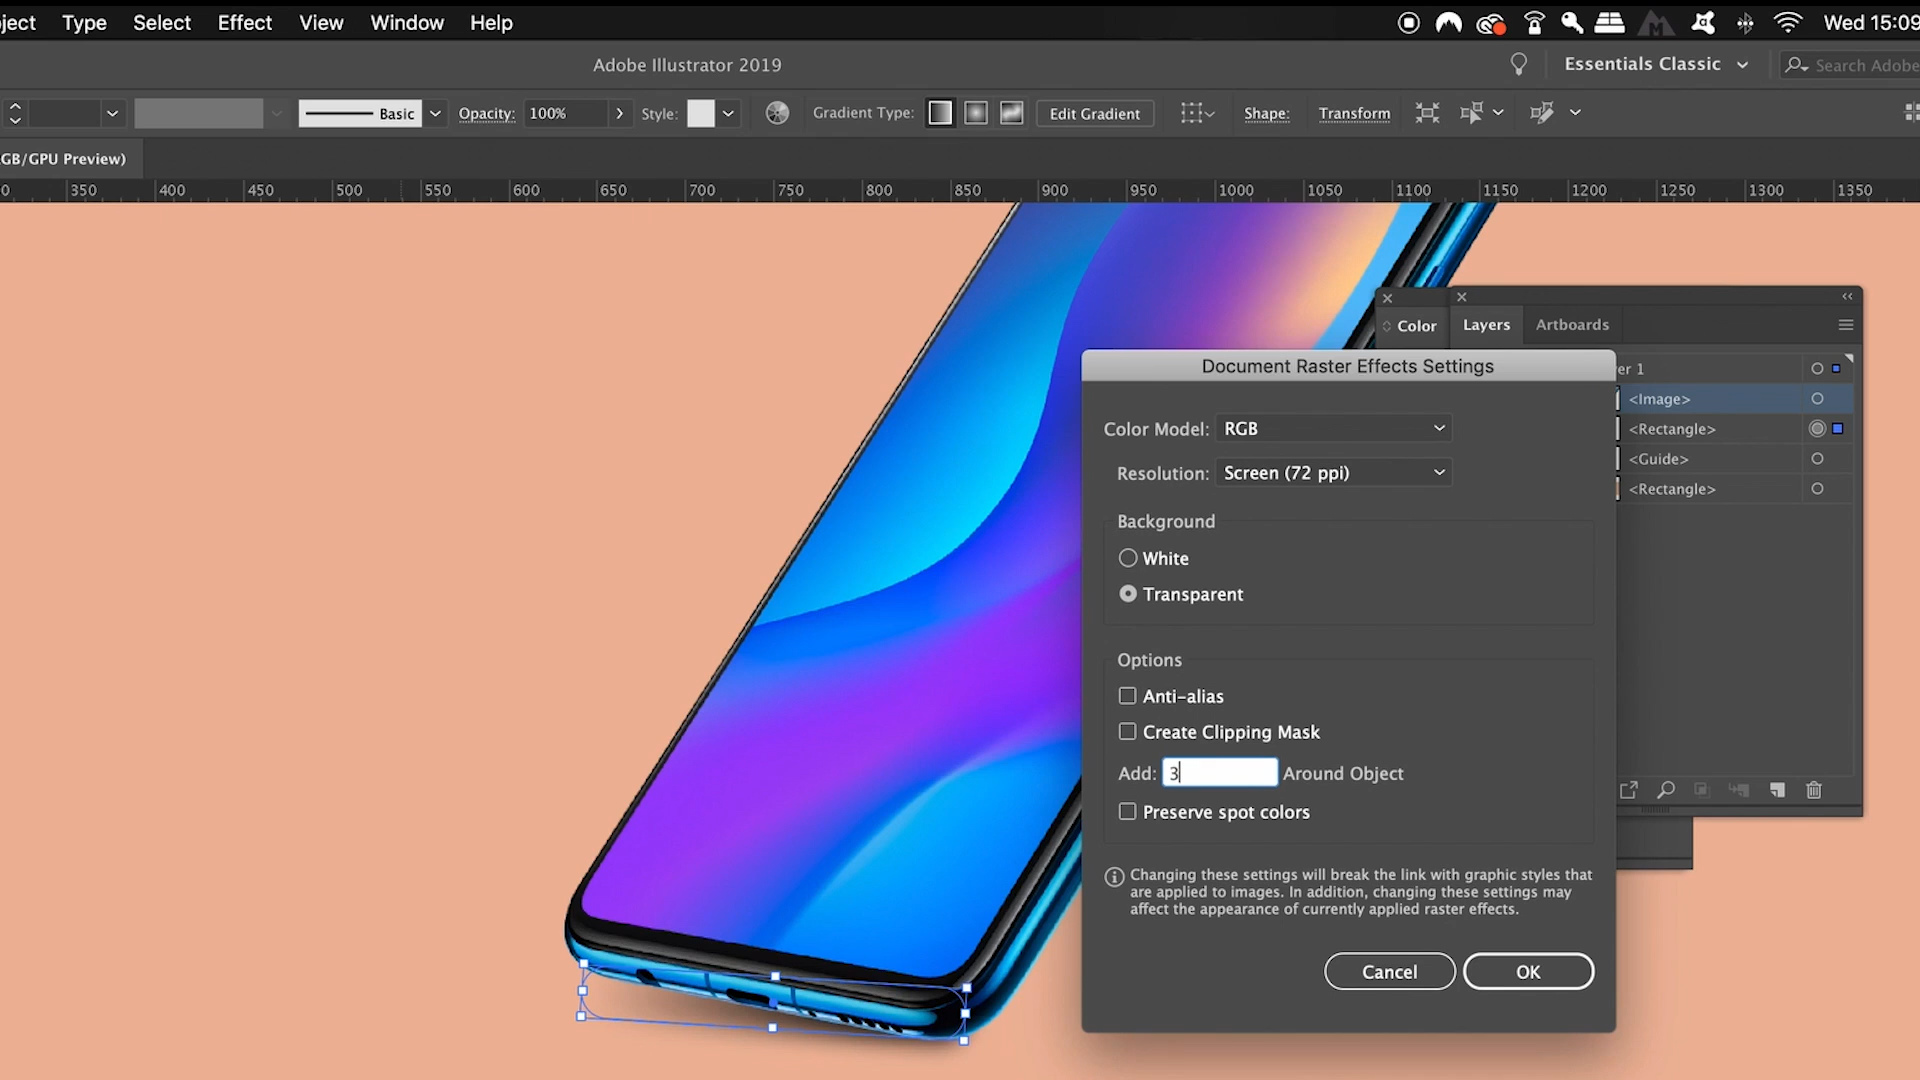 ject Type Select Effect View Window Help Wed 15:09
Adobe Illustrator 2019 Essentials Classic Search Adobe
Basic Opacity: 100% Style: Gradient Type: Edit Gradient Shape: Transform
GB/GPU Preview)
0 350 400 450 500 550 600 650 700 750 800 850 900 950 1000 1050 1100 1150 1200 1250 1300 1350
Color Layers Artboards
Document Raster Effects Settings
er 1
<Image>
Color Model: RGB
<Rectangle>
<Guide>
Resolution: Screen (72 ppi)
<Rectangle>
Background
White
Transparent
Options
Anti-alias
Create Clipping Mask
Add: 3 Around Object
Preserve spot colors
Changing these settings will break the link with graphic styles that
are applied to images. In addition, changing these settings may
affect the appearance of currently applied raster effects.
Cancel OK